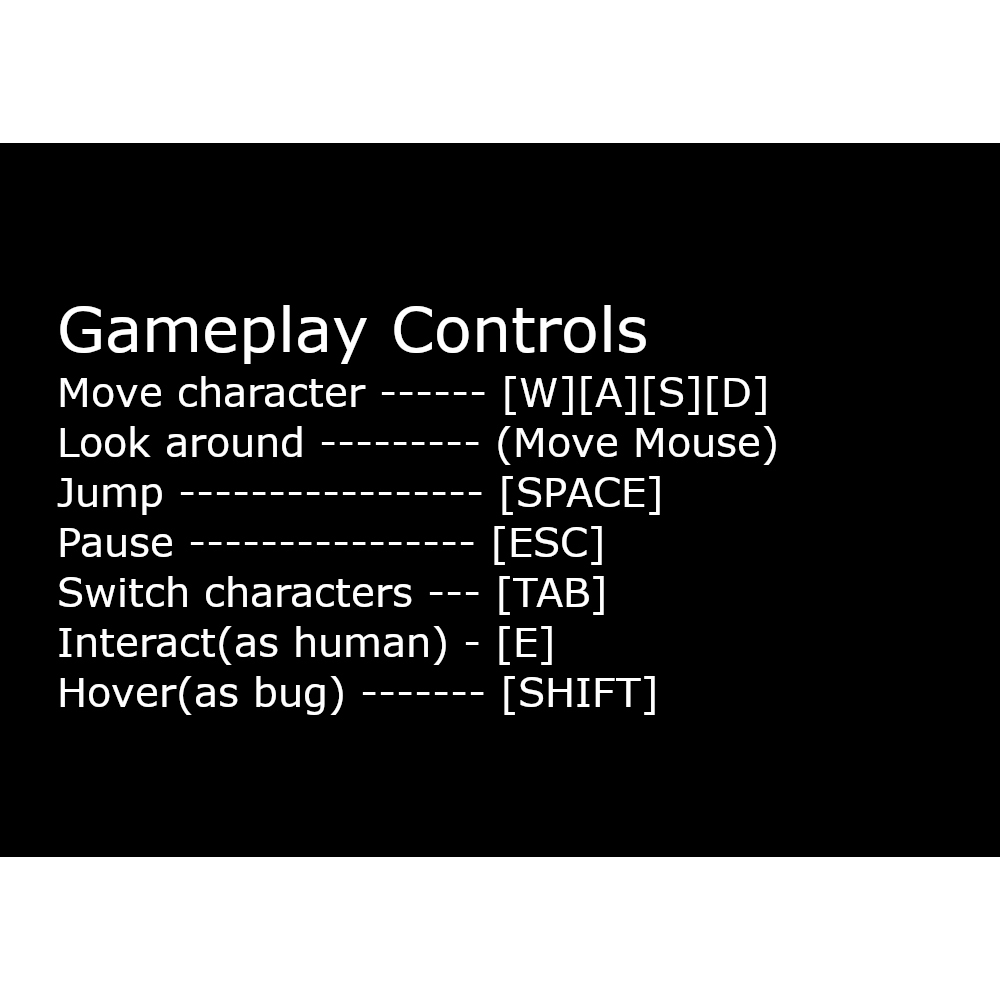 Gameplay Controls
Move character ------ [W][A][S][D]
Look around --------- (Move Mouse)
Jump ----------------- [SPACE]
Pause ---------------- [ESC]
Switch characters --- [TAB]
Interact(as human) - [E]
Hover(as bug) ------- [SHIFT]